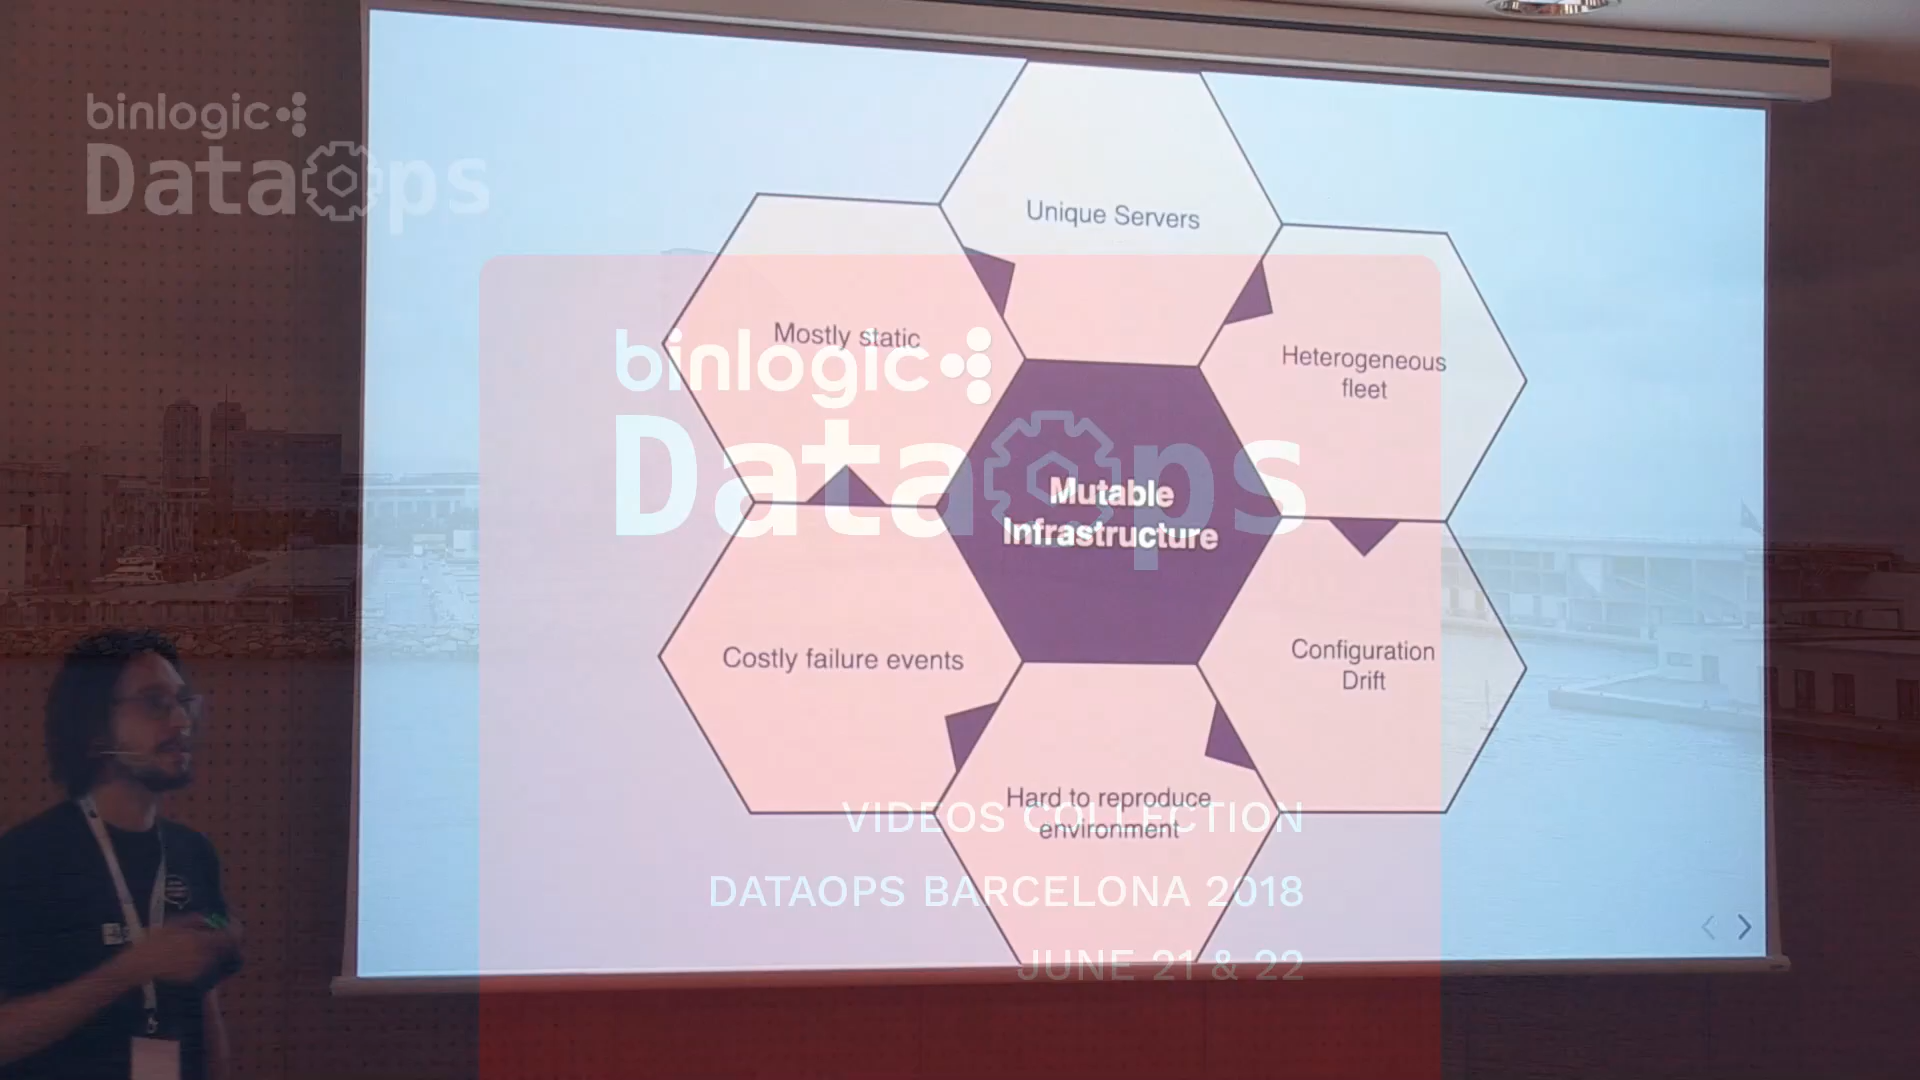 binlogic
DataOps
Unique Servers
Mostly static
Heterogeneous
fleet
binlogic
DataOps
Mutable
Infrastructure
Costly failure events
Configuration
Drift
Hard to reproduce
environment
VIDEOS COLLECTION
DATAOPS BARCELONA 2018
JUNE 21 & 22